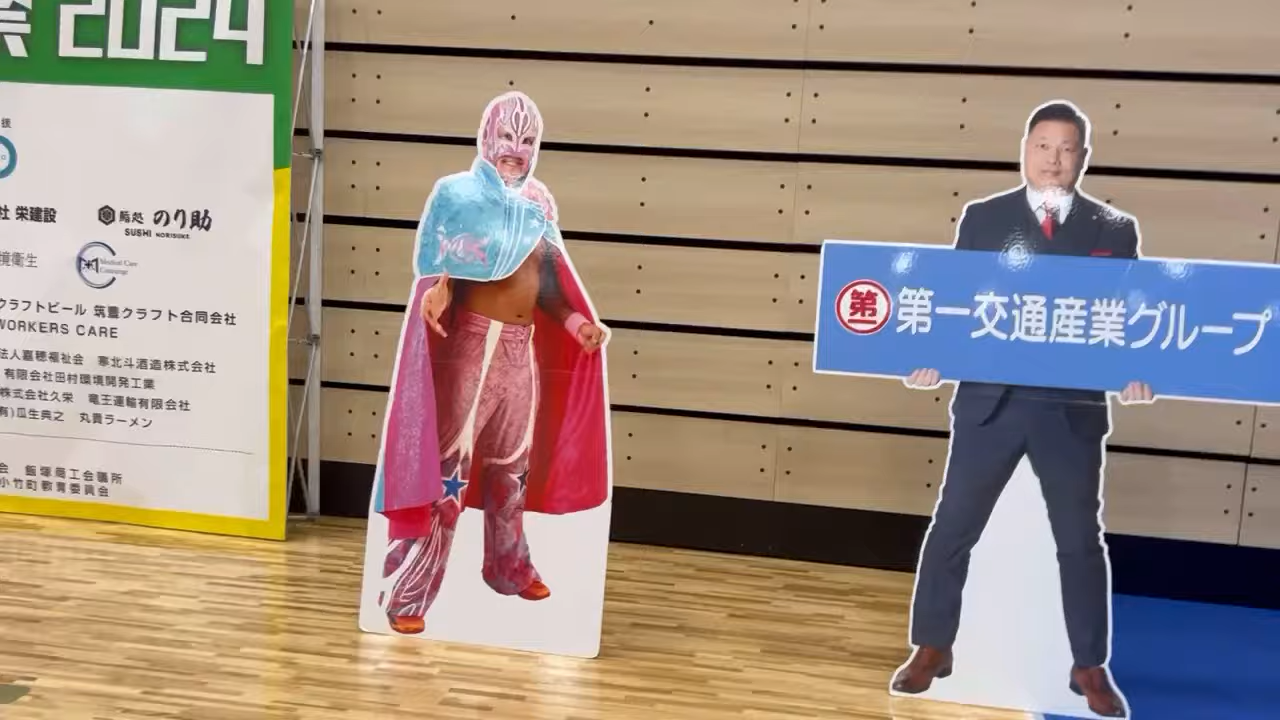 祭 2024
援
社 栄建設
鮨処 のり助
SUSHI NORISUKE
境衛生
Medical Care
Concierge
クラフトビール 筑豊クラフト合同会社
WORKERS CARE
法人嘉穂福祉会 寒北斗酒造株式会社
有限会社田村環境開発工業
株式会社久栄 竜王運輸有限会社
有)瓜生典之 丸貴ラーメン
会 飯塚商工会議所
小竹町教育委員会
第一 第一交通産業グループ